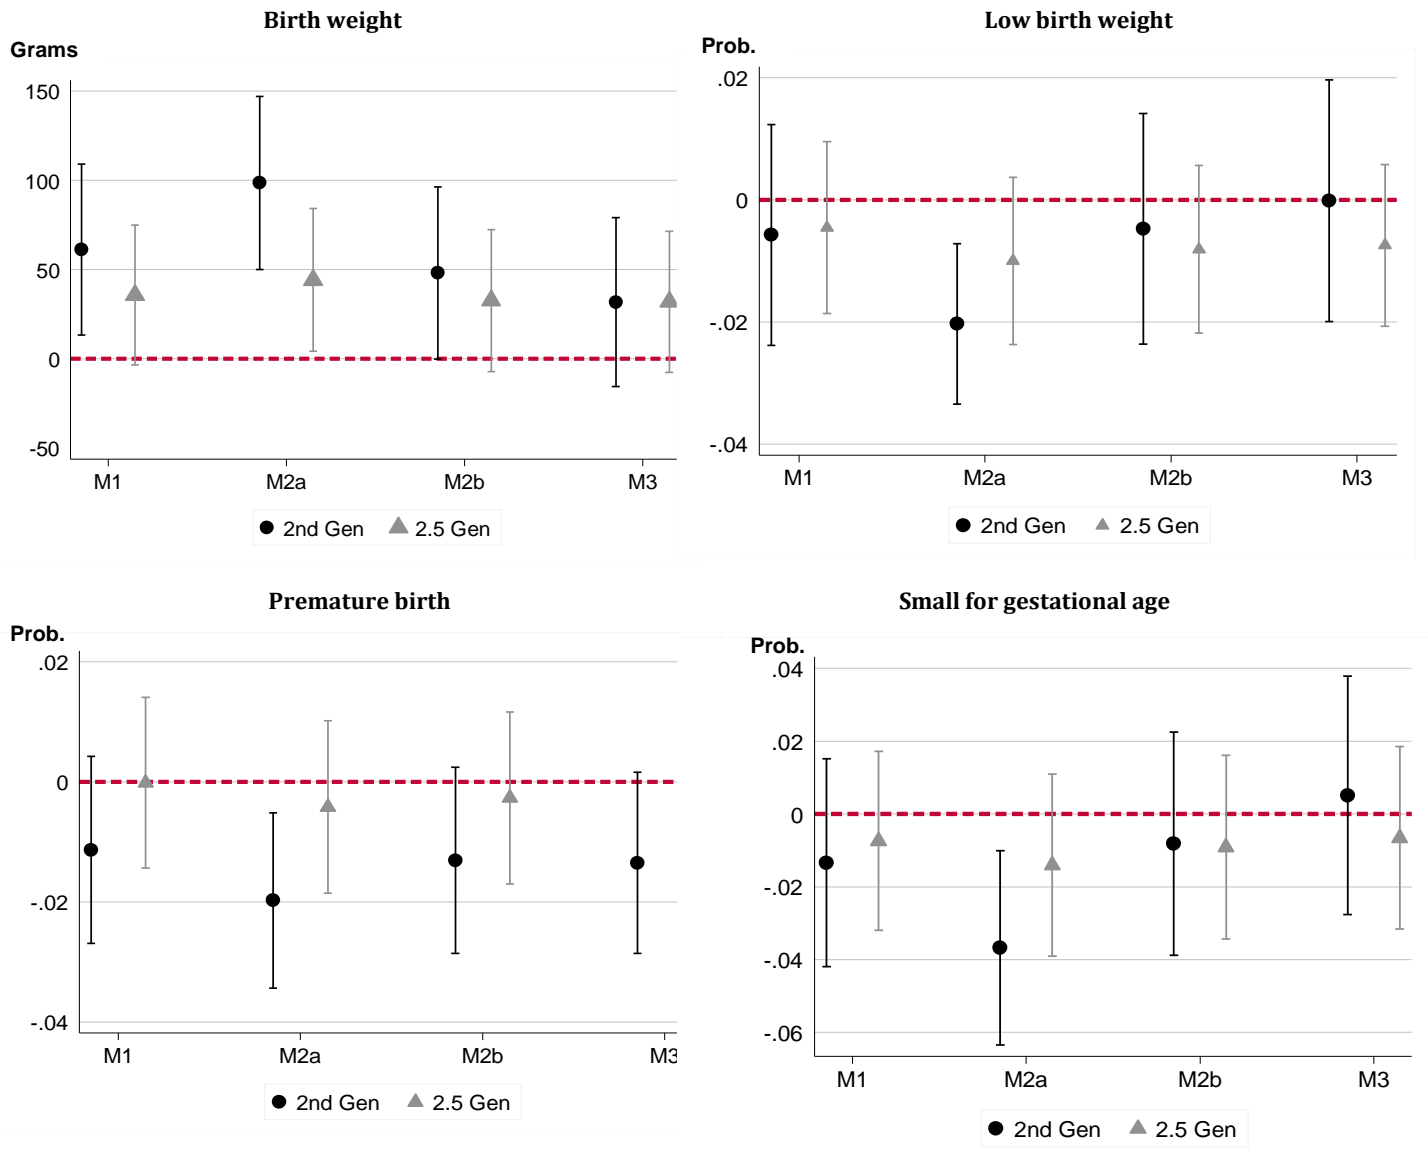 Birth weight
Grams
150
100
50
0
-50
M1 M2a M2b M3
2nd Gen 2.5 Gen
Low birth weight
Prob.
.02
0
-.02
-.04
M1 M2a M2b M3
2nd Gen 2.5 Gen
Premature birth
Prob.
.02
0
-.02
-.04
M1 M2a M2b M3
2nd Gen 2.5 Gen
Small for gestational age
Prob.
.04
.02
0
-.02
-.04
-.06
M1 M2a M2b M3
2nd Gen 2.5 Gen